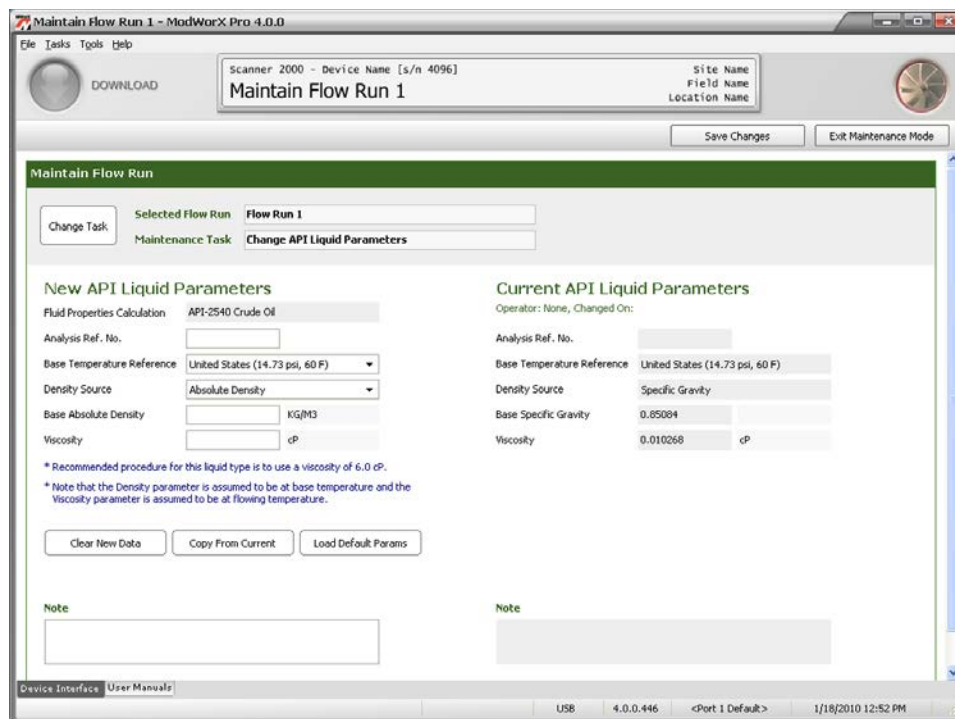 Maintain Flow Run 1 - ModWorX Pro 4.0.0
File Tasks Tools Help
DOWNLOAD
Scanner 2000 - Device Name [s/n 4096]
Maintain Flow Run 1
Site Name
Field Name
Location Name
Save Changes
Exit Maintenance Mode
Maintain Flow Run
Change Task
Selected Flow Run Flow Run 1
Maintenance Task Change API Liquid Parameters
New API Liquid Parameters
Fluid Properties Calculation API-2540 Crude Oil
Analysis Ref. No.
Base Temperature Reference United States (14.73 psi, 60 F)
Density Source Absolute Density
Base Absolute Density KG/M3
Viscosity cP
* Recommended procedure for this liquid type is to use a viscosity of 6.0 cP.
* Note that the Density parameter is assumed to be at base temperature and the
Viscosity parameter is assumed to be at flowing temperature.
Clear New Data
Copy From Current
Load Default Params
Note
Current API Liquid Parameters
Operator: None, Changed On:
Analysis Ref. No.
Base Temperature Reference United States (14.73 psi, 60 F)
Density Source Specific Gravity
Base Specific Gravity 0.85084
Viscosity 0.010268 cP
Note
Device Interface User Manuals
USB 4.0.0.446 <Port 1 Default> 1/18/2010 12:52 PM